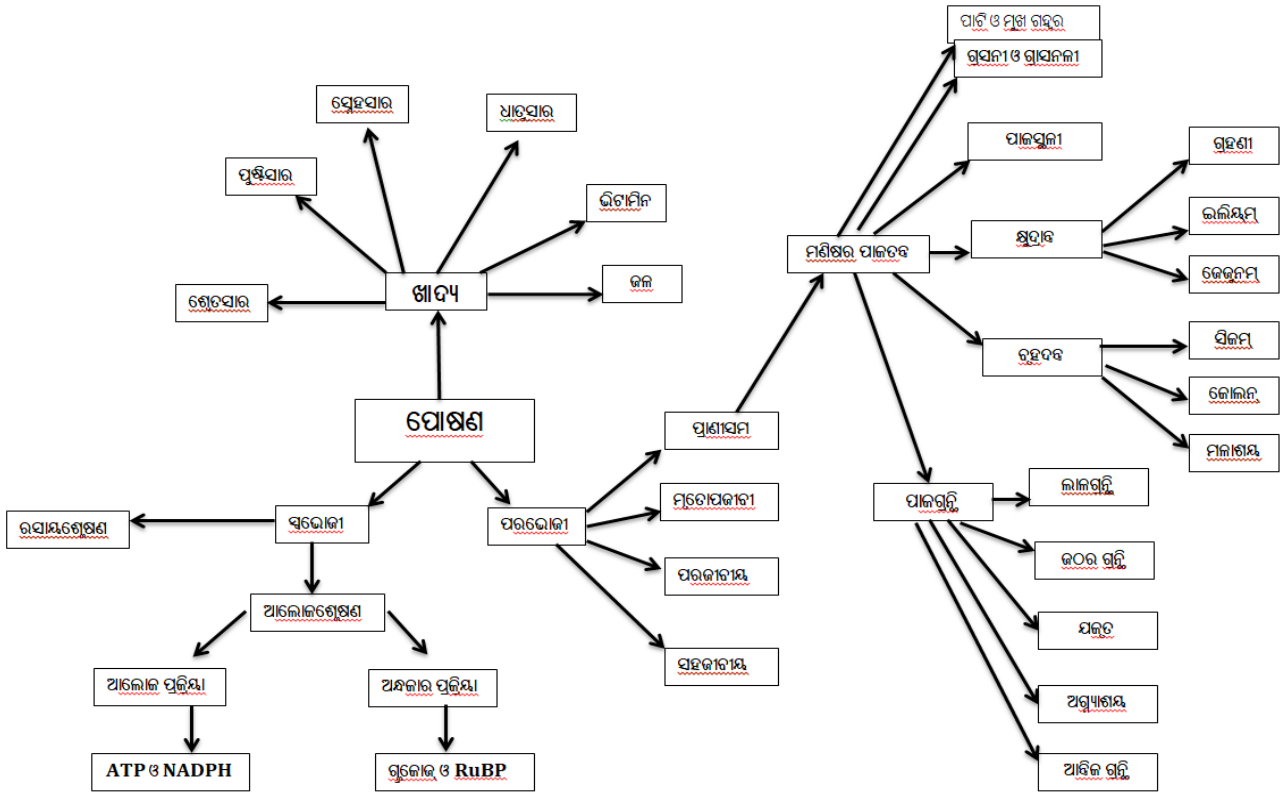 ପାଟି ଓ ମୁଖ ଗହ୍ୱର
ଗ୍ରସନୀ ଓ ଗ୍ରାସନଳୀ
ସ୍ନେହସାର
ଧାତୁସାର
ପାକସ୍ଥଳୀ
ଗ୍ରହଣୀ
ପୁଷ୍ଟିସାର
ଭିଟାମିନ
ଇଲିୟମ୍
କ୍ଷୁଦ୍ରାନ୍ତ୍ର
ମଣିଷର ପାକତନ୍ତ୍ର
ଜେଜୁନମ୍
ଜଳ
ଖାଦ୍ୟ
ଶ୍ୱେତସାର
ସିକମ୍
ବୃହଦନ୍ତ୍ର
କୋଲନ୍
ପୋଷଣ
ପ୍ରାଣୀସମ
ମଳାଶୟ
ଲାଳଗ୍ରନ୍ଥି
ମୃତୋପଜୀବୀ
ପାକଗ୍ରନ୍ଥି
ରସାୟଶ୍ଳେଷଣ
ସ୍ୱଭୋଜୀ
ପରଭୋଜୀ
ଜଠର ଗ୍ରନ୍ଥି
ପରଜୀବୀୟ
ଆଲୋକଶ୍ଳେଷଣ
ଯକୃତ
ସହଜୀବୀୟ
ଆଲୋକ ପ୍ରକ୍ରିୟା
ଅନ୍ଧକାର ପ୍ରକ୍ରିୟା
ଅଗ୍ନ୍ୟାଶୟ
ATP ଓ NADPH
ଗ୍ଲୁକୋଜ୍ ଓ RuBP
ଆନ୍ତ୍ରିକ ଗ୍ରନ୍ଥି